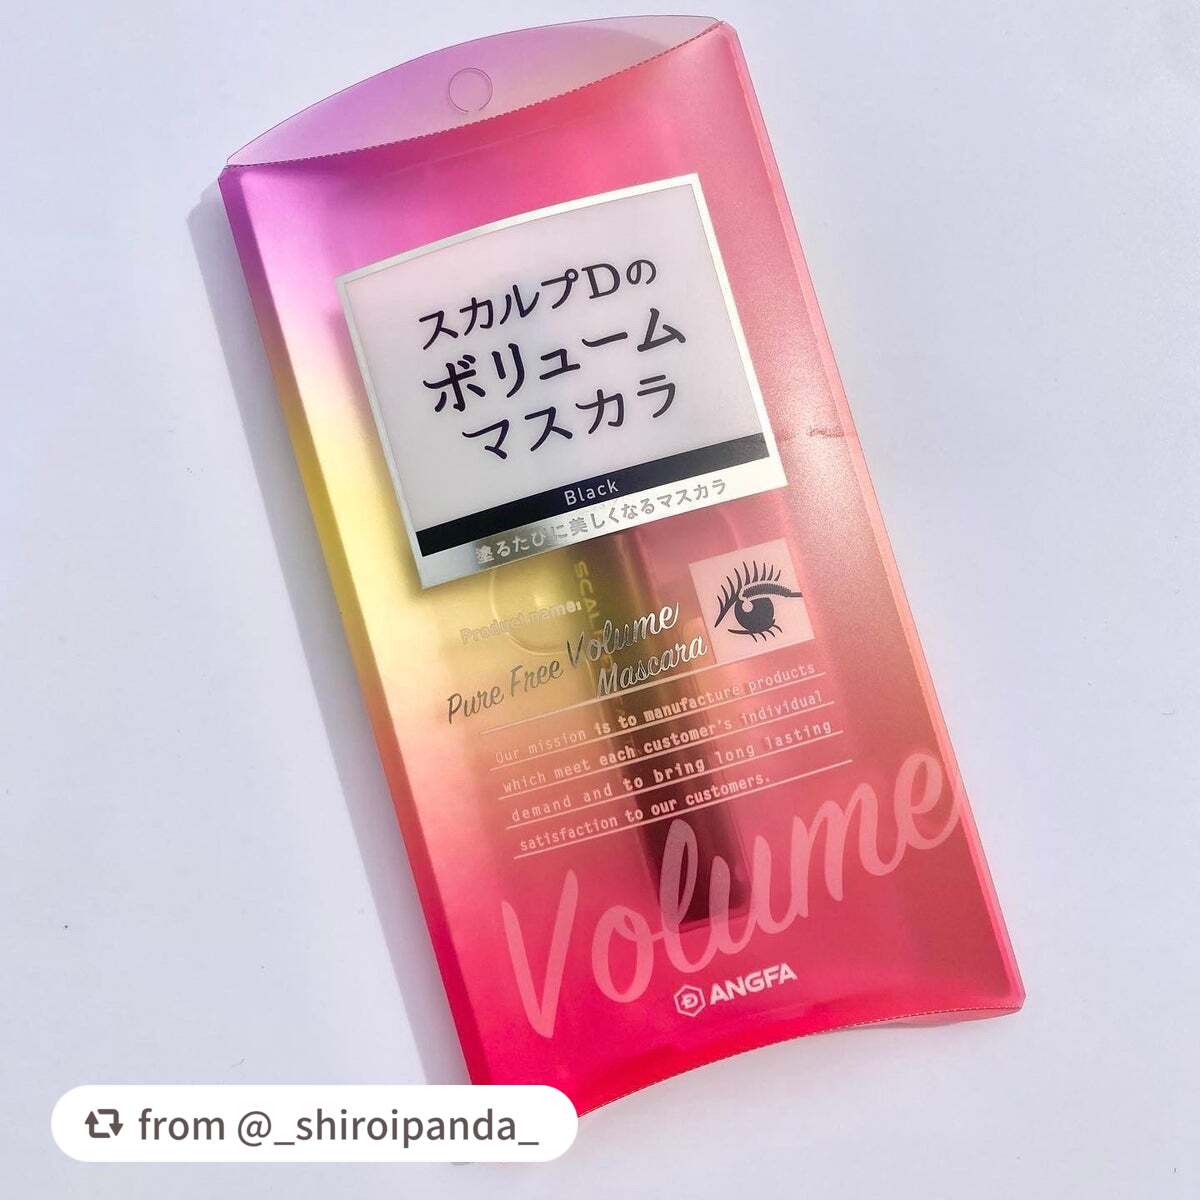 スカルプDの
ボリューム
マスカラ
Black
塗るたびに美しくなるマスカラ
Product name:
Pure Free Volume
Mascara
Our mission is to manufacture products
which meet each customer's individual
demand and to bring long lasting
satisfaction to our customers.
Volume
ANGFA
from @_shiroipanda_